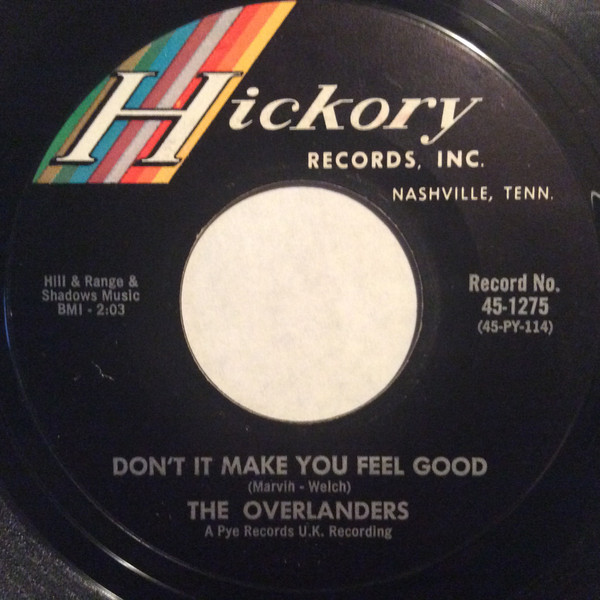 Hickory
RECORDS, INC.
NASHVILLE, TENN.
Hill & Range &
Shadows Music
BMI - 2:03
Record No.
45-1275
(45-PY-114)
DON'T IT MAKE YOU FEEL GOOD
(Marvin - Welch)
THE OVERLANDERS
A Pye Records U.K. Recording